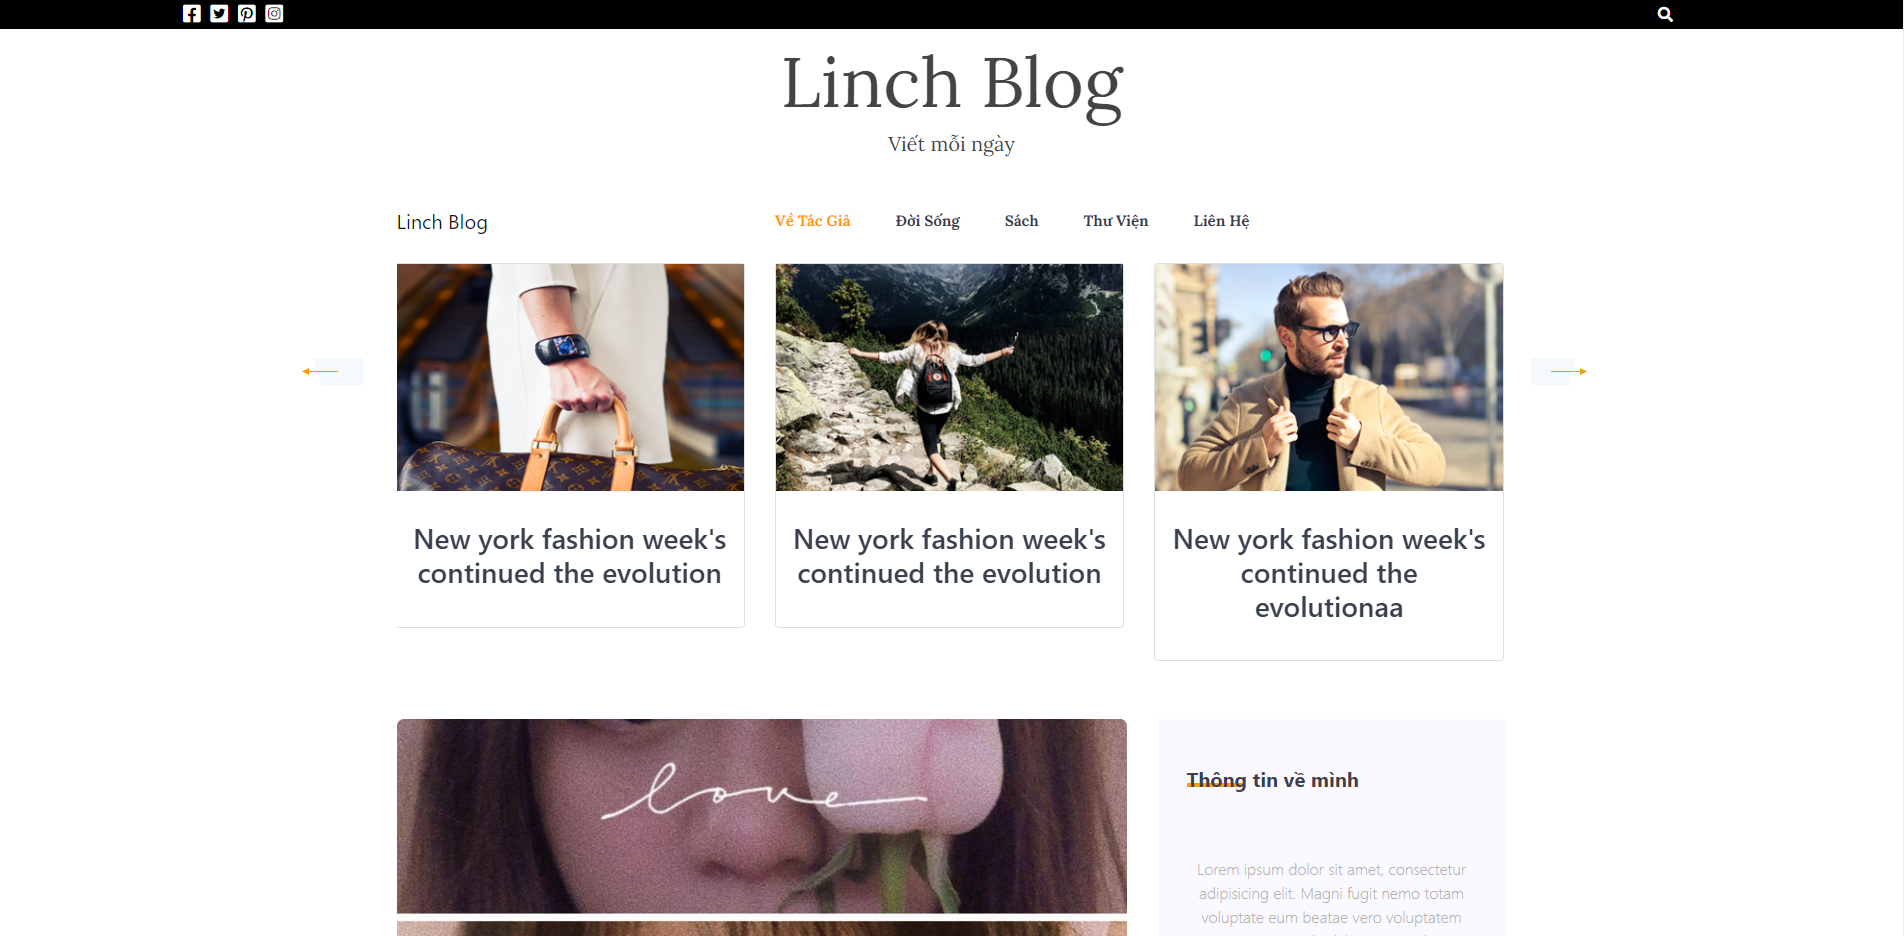 Linch Blog
Viết mỗi ngày
Linch Blog
Về Tác Giả
Đời Sống
Sách
Thư Viện
Liên Hệ
New york fashion week's
continued the evolution
New york fashion week's
continued the evolution
New york fashion week's
continued the
evolutionaa
love
Thông tin về mình
Lorem ipsum dolor sit amet, consectetur
adipisicing elit. Magni fugit nemo totam
voluptate eum beatae vero voluptatem